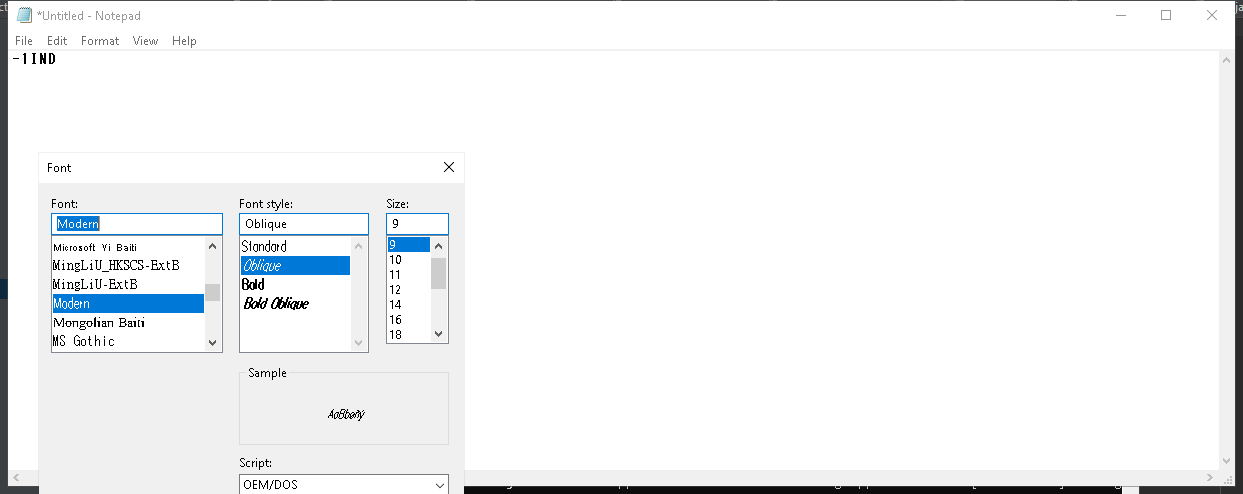 *Untitled - Notepad
File Edit Format View Help
-1IND
Font
Font: Font style: Size:
Modern Oblique 9
Microsoft Yi Baiti Standard 9
MingLiU_HKSCS-ExtB Oblique 10
MingLiU-ExtB Bold 11
Modern Bold Oblique 12
Mongolian Baiti 14
MS Gothic 16
18
Sample
AaBbøñý
Script:
OEM/DOS